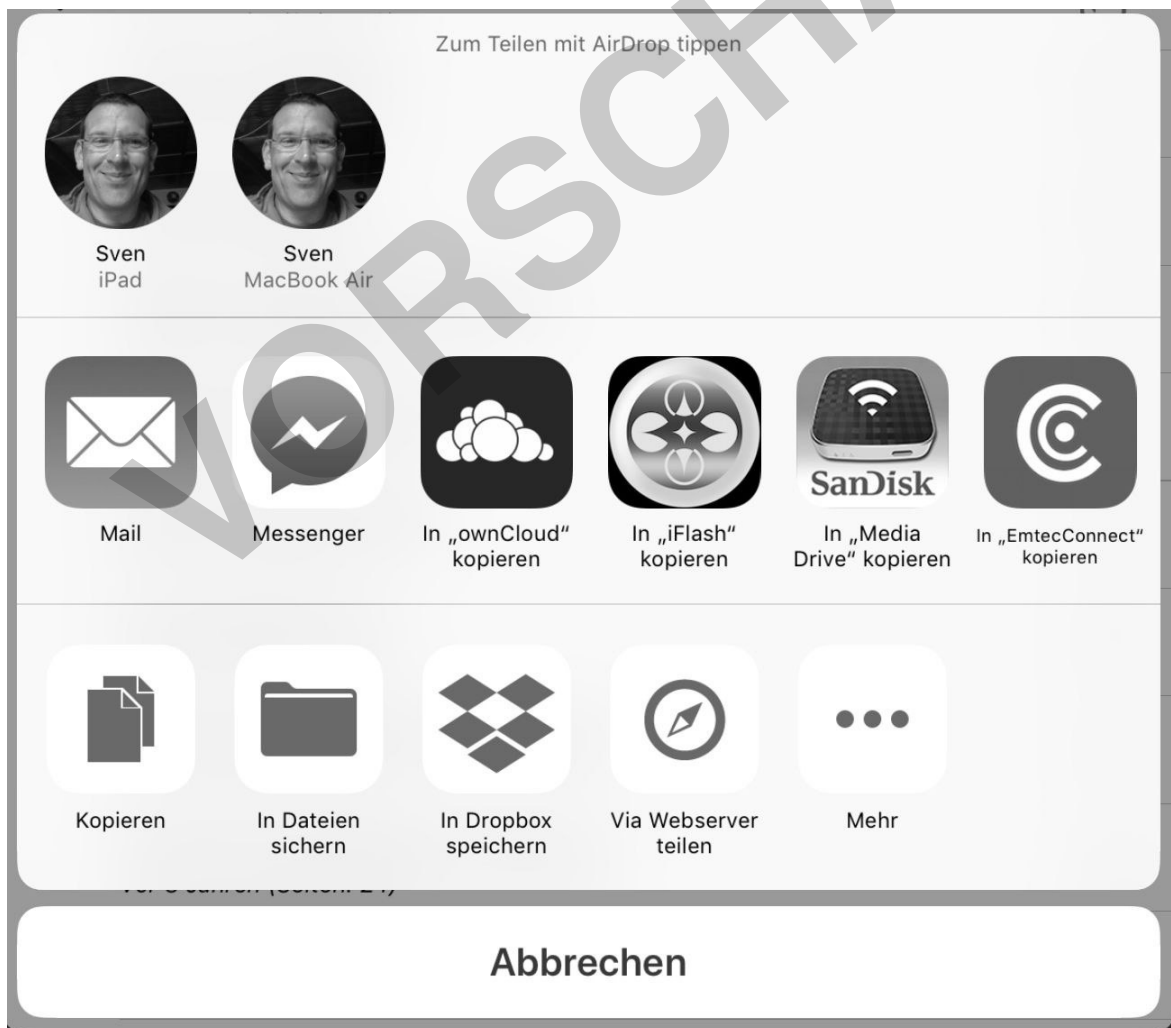 Zum Teilen mit AirDrop tippen
Sven
iPad
Sven
MacBook Air
SanDisk
Mail
Messenger
In „ownCloud“
kopieren
In „iFlash“
kopieren
In „Media
Drive“ kopieren
In „EmtecConnect“
kopieren
Kopieren
In Dateien
sichern
In Dropbox
speichern
Via Webserver
teilen
Mehr
Abbrechen
VORSCHA